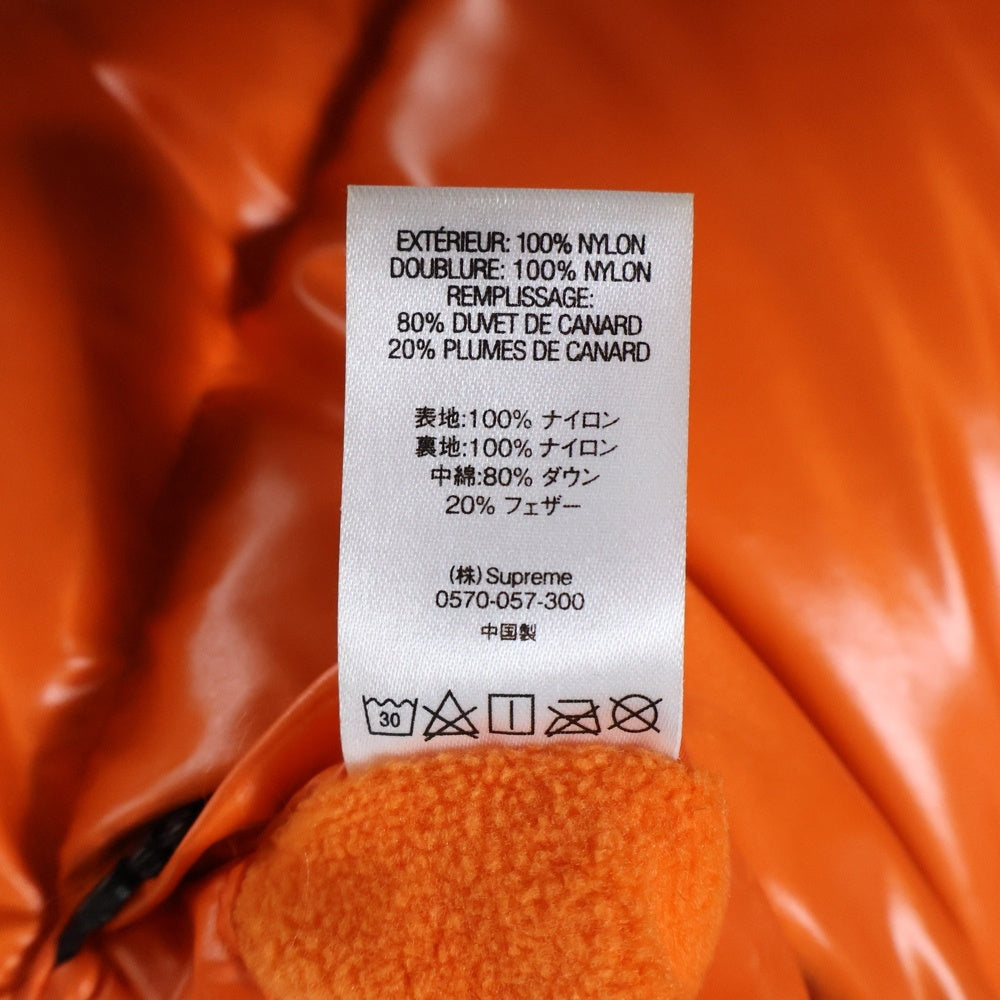 EXTÉRIEUR: 100% NYLON
DOUBLURE: 100% NYLON
REMPLISSAGE:
80% DUVET DE CANARD
20% PLUMES DE CANARD
表地:100% ナイロン
裏地:100% ナイロン
中綿:80% ダウン
20% フェザー
(株)Supreme
0570-057-300
中国製
30